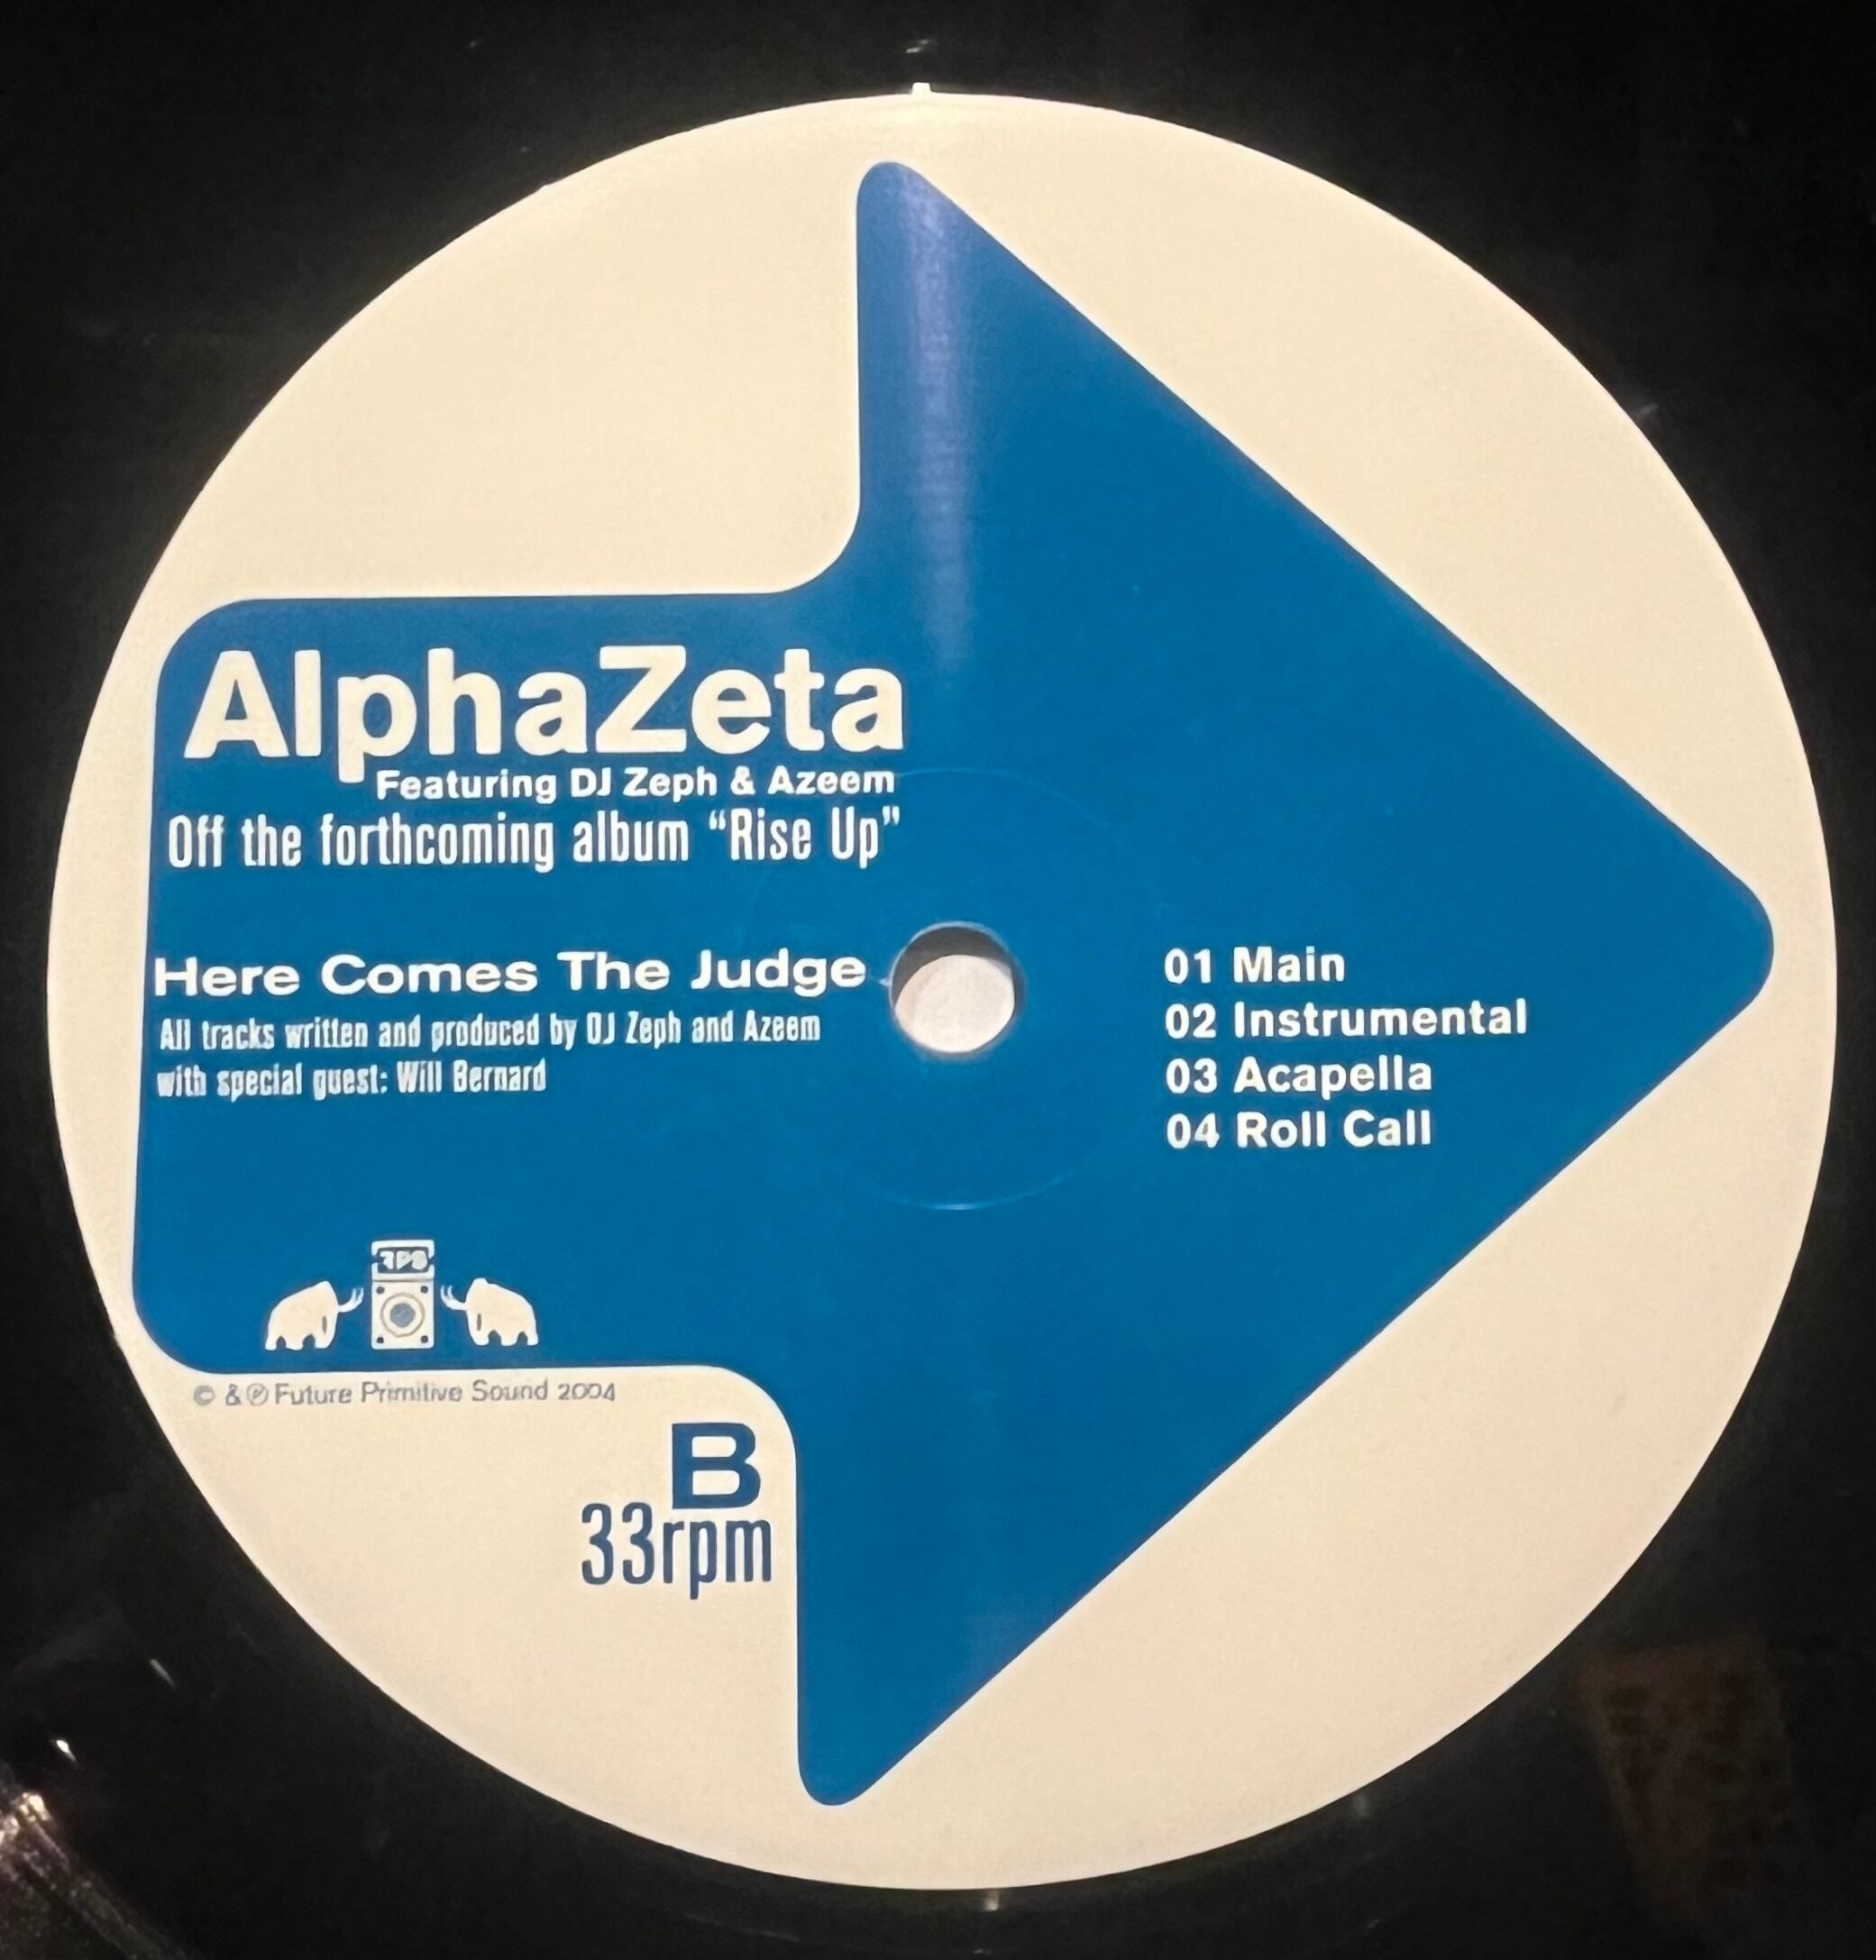 AlphaZeta
Featuring DJ Zeph & Azeem
Off the forthcoming album “Rise Up”
Here Comes The Judge
All tracks written and produced by DJ Zeph and Azeem
with special guest: Will Bernard
01 Main
02 Instrumental
03 Acapella
04 Roll Call
© & ℗ Future Primitive Sound 2004
B
33rpm